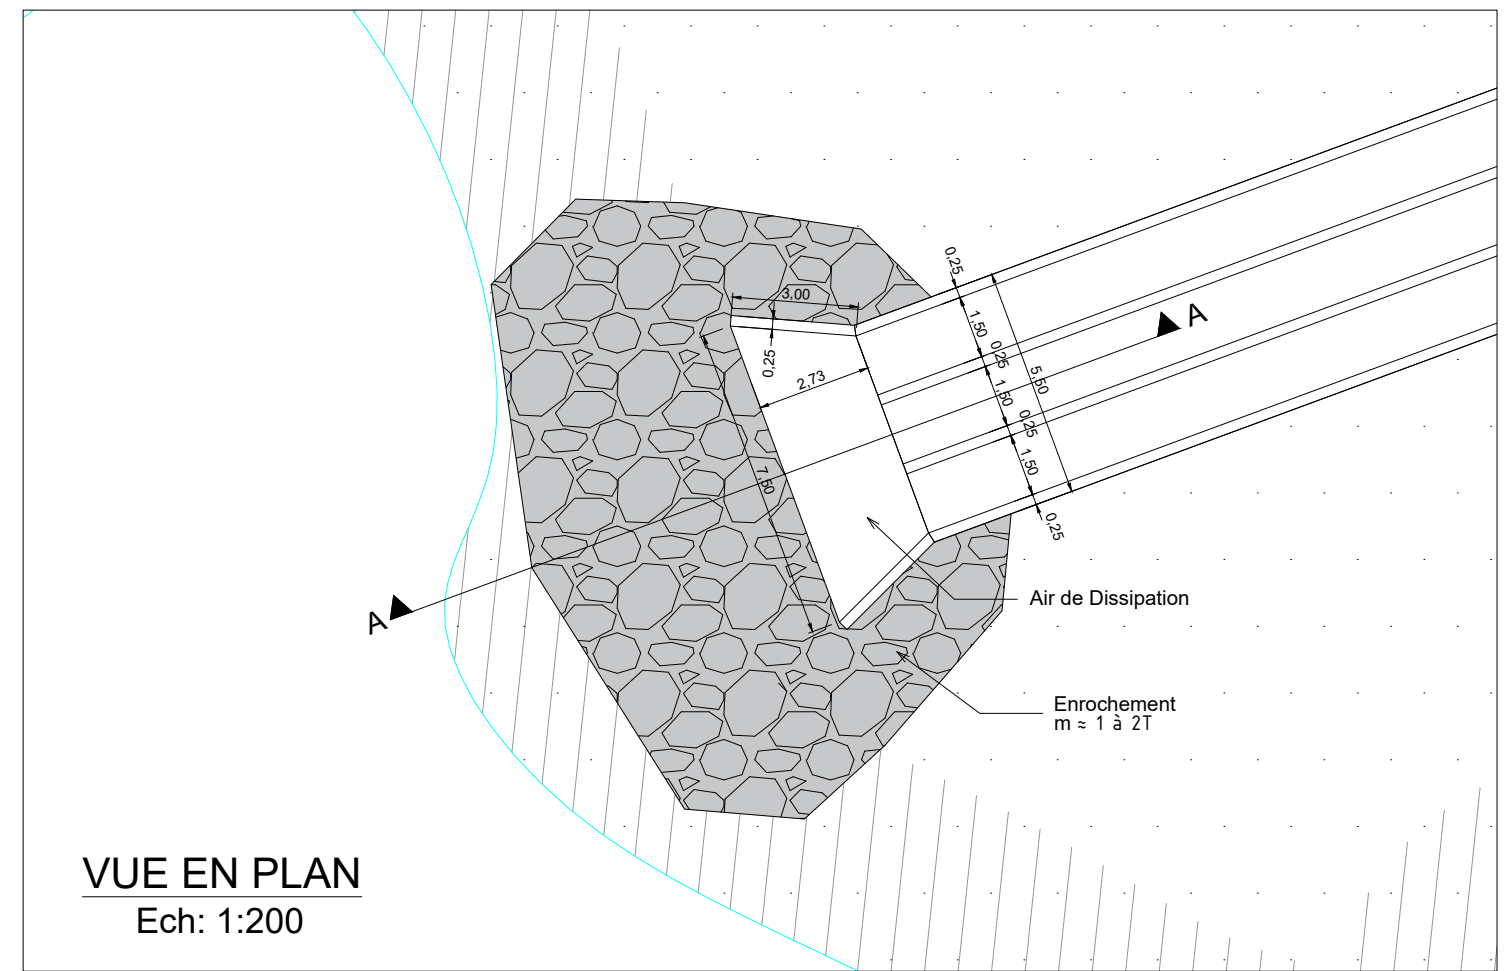 0,25
3,00
A
1,50
0,25
0,25
5,50
2,73
1,50
0,25
1,50
7,50
0,25
Air de Dissipation
A
Enrochement
m ≈ 1 à 2T
VUE EN PLAN
Ech: 1:200